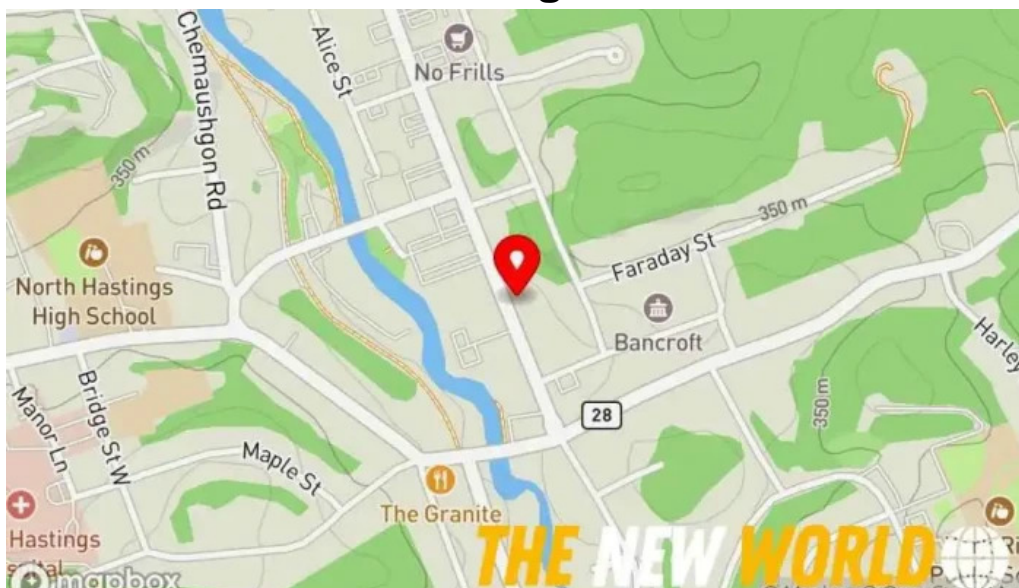 Chemaushgon Rd
Alice St
No Frills
350 m
350 m
Faraday St
North Hastings
High School
Bancroft
Harley
28
350 m
Manor Ln
Bridge St W
Maple St
The Granite
Hastings
mapbox
THE NEW WORLD